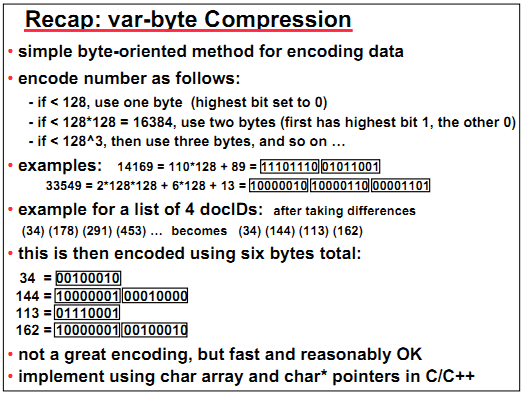 Recap: var-byte Compression
• simple byte-oriented method for encoding data
• encode number as follows:
- if < 128, use one byte (highest bit set to 0)
- if < 128*128 = 16384, use two bytes (first has highest bit 1, the other 0)
- if < 128^3, then use three bytes, and so on …
• examples: 14169 = 110*128 + 89 = 11101110 01011001
33549 = 2*128*128 + 6*128 + 13 = 10000010 10000110 00001101
• example for a list of 4 docIDs: after taking differences
(34) (178) (291) (453) … becomes (34) (144) (113) (162)
• this is then encoded using six bytes total:
34 = 00100010
144 = 10000001 00010000
113 = 01110001
162 = 10000001 00100010
• not a great encoding, but fast and reasonably OK
• implement using char array and char* pointers in C/C++